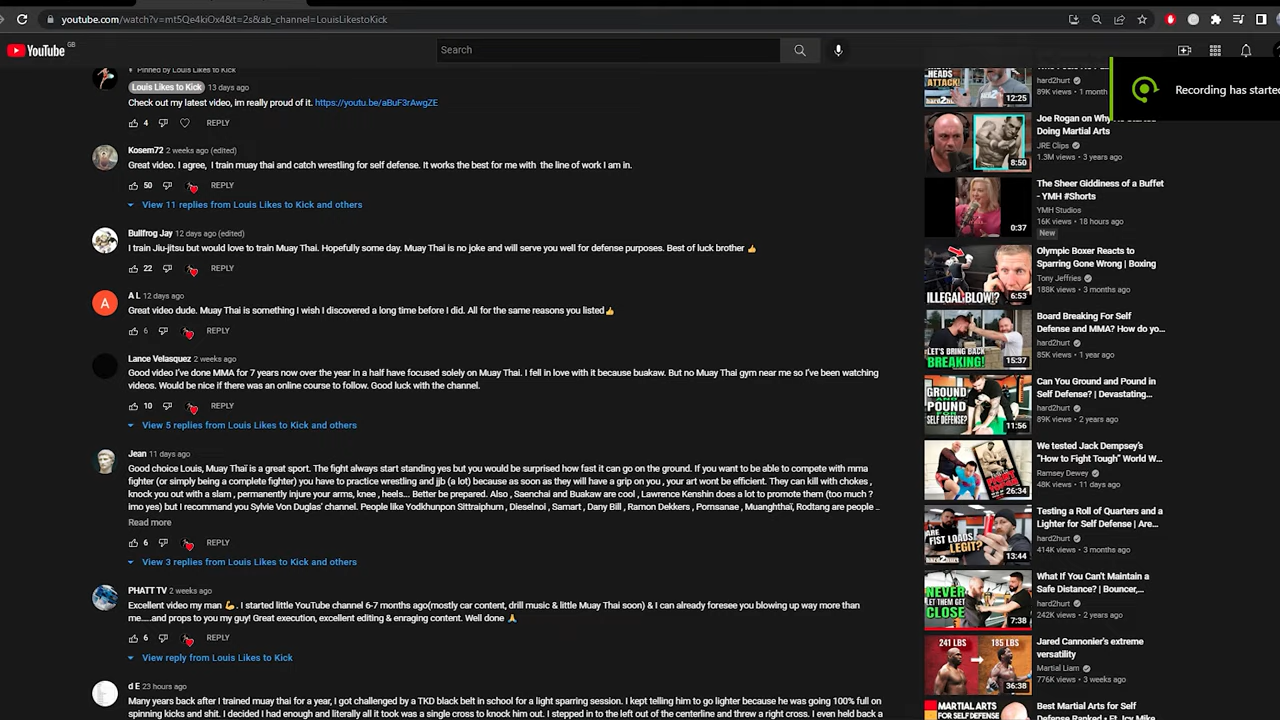 youtube.com/watch?v=mt5Qe4kiOx4&t=2s&ab_channel=LouisLikestoKick
YouTube GB
Search
Recording has starte
Pinned by Louis Likes to Kick
Louis Likes to Kick 13 days ago
Check out my latest video, im really proud of it. https://youtu.be/aBuF3rAwgZE
4 REPLY
Kosem72 2 weeks ago (edited)
Great video. I agree, I train muay thai and catch wrestling for self defense. It works the best for me with the line of work I am in.
50 REPLY
View 11 replies from Louis Likes to Kick and others
Bullfrog Jay 12 days ago (edited)
I train Jiu-jitsu but would love to train Muay Thai. Hopefully some day. Muay Thai is no joke and will serve you well for defense purposes. Best of luck brother 👍
22 REPLY
A
A L 12 days ago
Great video dude. Muay Thai is something I wish I discovered a long time before I did. All for the same reasons you listed👍
6 REPLY
Lance Velasquez 2 weeks ago
Good video I've done MMA for years by over the year in a half have focused solely on Muay Thai. I fell in love with it because buakaw. But no Muay Thai gym near me so I've been watching
videos. Would be nice if there was an online course to follow. Good luck with the channel.
10 REPLY
View 5 replies from Louis Likes to Kick and others
Jean 11 days ago
Good choice Louis, Muay Thaï is a great sport. The fight always start standing yes but you would be surprised how fast it can go on the ground. If you want to be able to compete with mma
fighter (or simply being a complete fighter) you have to practice wrestling and jjb (a lot) because as soon as they will have a grip on you , your art wont be efficient. They can kill with chokes ,
knock you out with a slam , permanently injure your arms, knee , heels... Better be prepared. Also , Saenchai and Buakaw are cool , Lawrence Kenshin does a lot to promote them (too much ?
imo yes) but I recommand you Sylvie Von Duglas' channel. People like Yodkhunpon Sittraiphum , Dieselnoi , Samart , Dany Bill , Ramon Dekkers , Pornsanae , Muangthaï, Rodtang are people ..
Read more
6 REPLY
View 3 replies from Louis Likes to Kick and others
PHATT TV 2 weeks ago
Excellent video my man 💪 . I started little YouTube channel 6-7 months ago(mostly car content, drill music & little Muay Thai soon) & I can already foresee you blowing up way more than
me.....and props to you my guy!Great execution, excellent editing & engaging content. Well done 🙏
6 REPLY
View reply from Louis Likes to Kick
d E 23 hours ago
Many years back after I trained muay thai for a year, I got challenged by a TKD black belt in school for a light sparring session. I kept telling him to go lighter because he was going 100% full on
spinning kicks and shit. I decided I had enough and literally all it took was a single cross to knock him out. I stepped in to the left out of the centerline and threw a right cross. I even held back a
HEADS
ATTACK!
12:25
hard2hurt
89K views • 1 month
8:50
Joe Rogan on Why
Doing Martial Arts
JRE Clips
1.3M views • 3 years ago
0:37
The Sheer Giddiness of a Buffet
- YMH #Shorts
YMH Studios
16K views • 18 hours ago
New
ILLEGAL BLOW!?
6:53
Olympic Boxer Reacts to
Sparring Gone Wrong | Boxing
Tony Jeffries
188K views • 3 months ago
LET'S BRING BACK
BREAKING!
15:37
Board Breaking For Self
Defense and MMA? How do yo...
hard2hurt
85K views • 1 year ago
GROUND
AND
POUND
FOR
SELF DEFENSE?
11:56
Can You Ground and Pound in
Self Defense? | Devastating...
hard2hurt
89K views • 2 years ago
26:34
We tested Jack Dempsey's
"How to Fight Tough" World W...
Ramsey Dewey
48K views • 11 days ago
ARE
FIST LOADS
LEGIT?
hard2hurt
13:44
Testing a Roll of Quarters and a
Lighter for Self Defense | Are...
hard2hurt
414K views • 3 months ago
NEVER
LET THEM GET
CLOSE
7:38
What If You Can't Maintain a
Safe Distance? | Bouncer,...
hard2hurt
242K views • 2 years ago
241 LBS 185 LBS
36:38
Jared Cannonier's extreme
versatility
Martial Liam
776K views • 3 weeks ago
MARTIAL ARTS
FOR SELF DEFENSE
Best Martial Arts for Self
Defense Ranked • Ft. Icy Mike